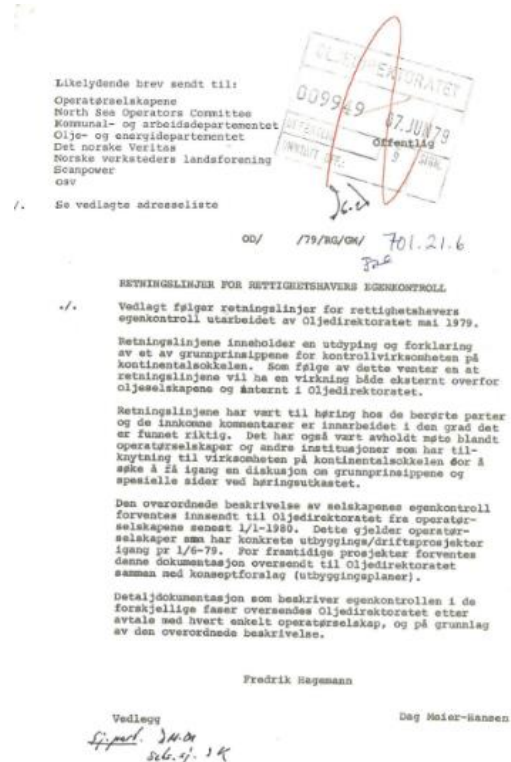 OLJEDIREKTORATET
009949 07.JUN79
Offentlig
9
Likelydende brev sendt til:
Operatørselskapene
North Sea Operators Committee
Kommunal- og arbeidsdepartementet
Olje- og energidepartementet
Det norske Veritas
Norske verksteders landsforening
Scanpower
osv
/. Se vedlagte adresseliste
OD/ /79/RG/GH/ 701.21.6
RETNINGSLINJER FOR RETTIGHETSHAVERS EGENKONTROLL
./. Vedlagt følger retningslinjer for rettighetshavers
egenkontroll utarbeidet av Oljedirektoratet mai 1979.
Retningslinjene inneholder en utdyping og forklaring
av et av grunnprinsippene for kontrollvirksomheten på
kontinentalsokkelen. Som følge av dette venter en at
retningslinjene vil ha en virkning både eksternt overfor
oljeselskapene og internt i Oljedirektoratet.
Retningslinjene har vært til høring hos de berørte parter
og de innkomne kommentarer er innarbeidet i den grad det
er funnet riktig. Det har også vært avholdt møte blandt
operatørselskaper og andre institusjoner som har til-
knytning til virksomheten på kontinentalsokkelen for å
søke å få igang en diskusjon om grunnprinsippene og
spesielle sider ved høringsutkastet.
Den overordnede beskrivelse av selskapenes egenkontroll
forventes innsendt til Oljedirektoratet fra operatør-
selskapene senest 1/1-1980. Dette gjelder operatør-
selskaper som har konkrete utbyggings/driftsprosjekter
igang pr 1/6-79. For framtidige prosjekter forventes
denne dokumentasjon oversendt til Oljedirektoratet
sammen med konseptforslag (utbyggingsplaner).
Detaljdokumentasjon som beskriver egenkontrollen i de
forskjellige faser oversendes Oljedirektoratet etter
avtale med hvert enkelt operatørselskap, og på grunnlag
av den overordnede beskrivelse.
Fredrik Hagemann
Vedlegg Dag Meier-Hansen